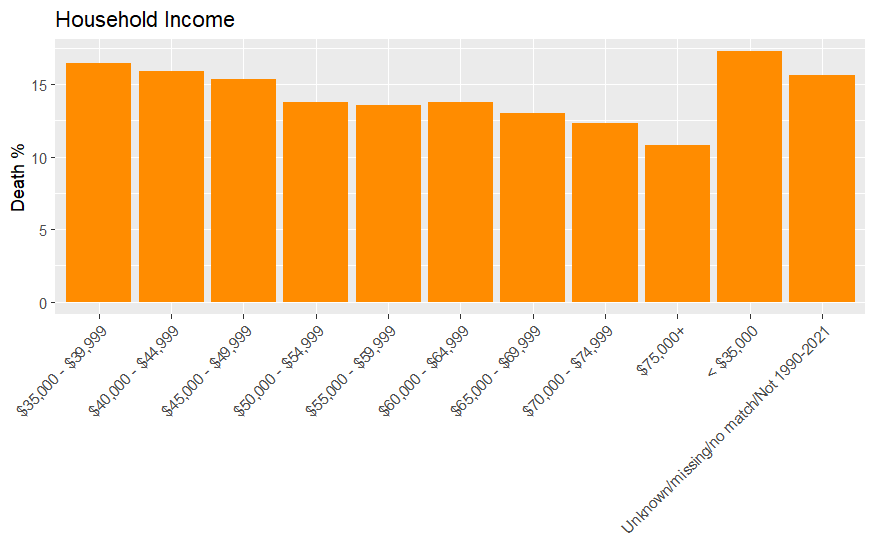 Household Income
Death %
15
10
5
0
$35,000 - $39,999
$40,000 - $44,999
$45,000 - $49,999
$50,000 - $54,999
$55,000 - $59,999
$60,000 - $64,999
$65,000 - $69,999
$70,000 - $74,999
$75,000+
< $35,000
Unknown/missing/no match/Not 1990-2021